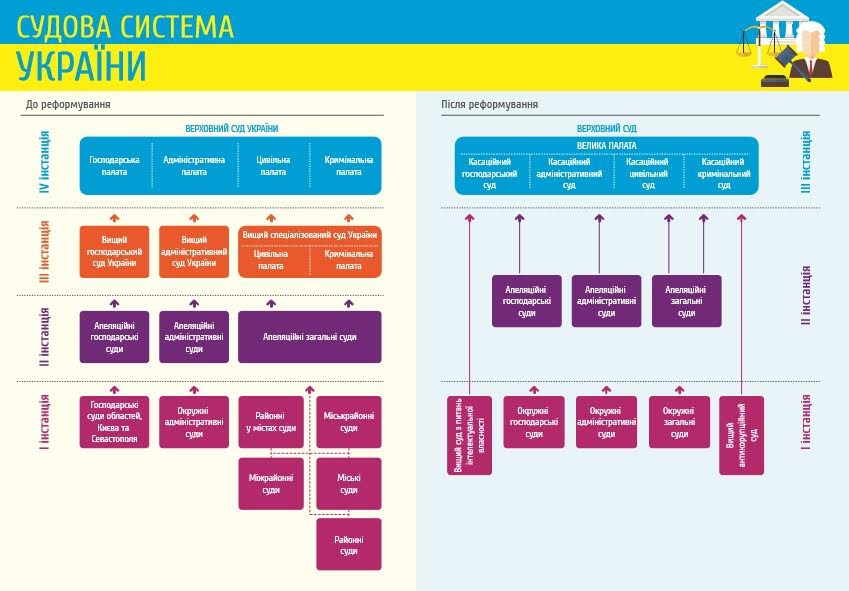 СУДОВА СИСТЕМА
УКРАЇНИ
До реформування
ВЕРХОВНИЙ СУД УКРАЇНИ
IV інстанція
Господарська
палата
Адміністративна
палата
Цивільна
палата
Кримінальна
палата
III інстанція
Вищий
господарський
суд України
Вищий
адміністративний
суд України
Вищий спеціалізований суд України
Цивільна
палата
Кримінальна
палата
II інстанція
Апеляційні
господарські
суди
Апеляційні
адміністративні
суди
Апеляційні загальні суди
I інстанція
Господарські
суди областей,
Києва та
Севастополя
Окружні
адміністративні
суди
Районні
у містах суди
Міськрайонні
суди
Міжрайонні
суди
Міські
суди
Районні
суди
Після реформування
ВЕРХОВНИЙ СУД
ВЕЛИКА ПАЛАТА
Касаційний
господарський
суд
Касаційний
адміністративний
суд
Касаційний
цивільний
суд
Касаційний
кримінальний
суд
III інстанція
Апеляційні
господарські
суди
Апеляційні
адміністративні
суди
Апеляційні
загальні
суди
II інстанція
Вищий суд з питань
інтелектуальної
власності
Окружні
господарські
суди
Окружні
адміністративні
суди
Окружні
загальні
суди
Вищий
антикорупційний
суд
I інстанція